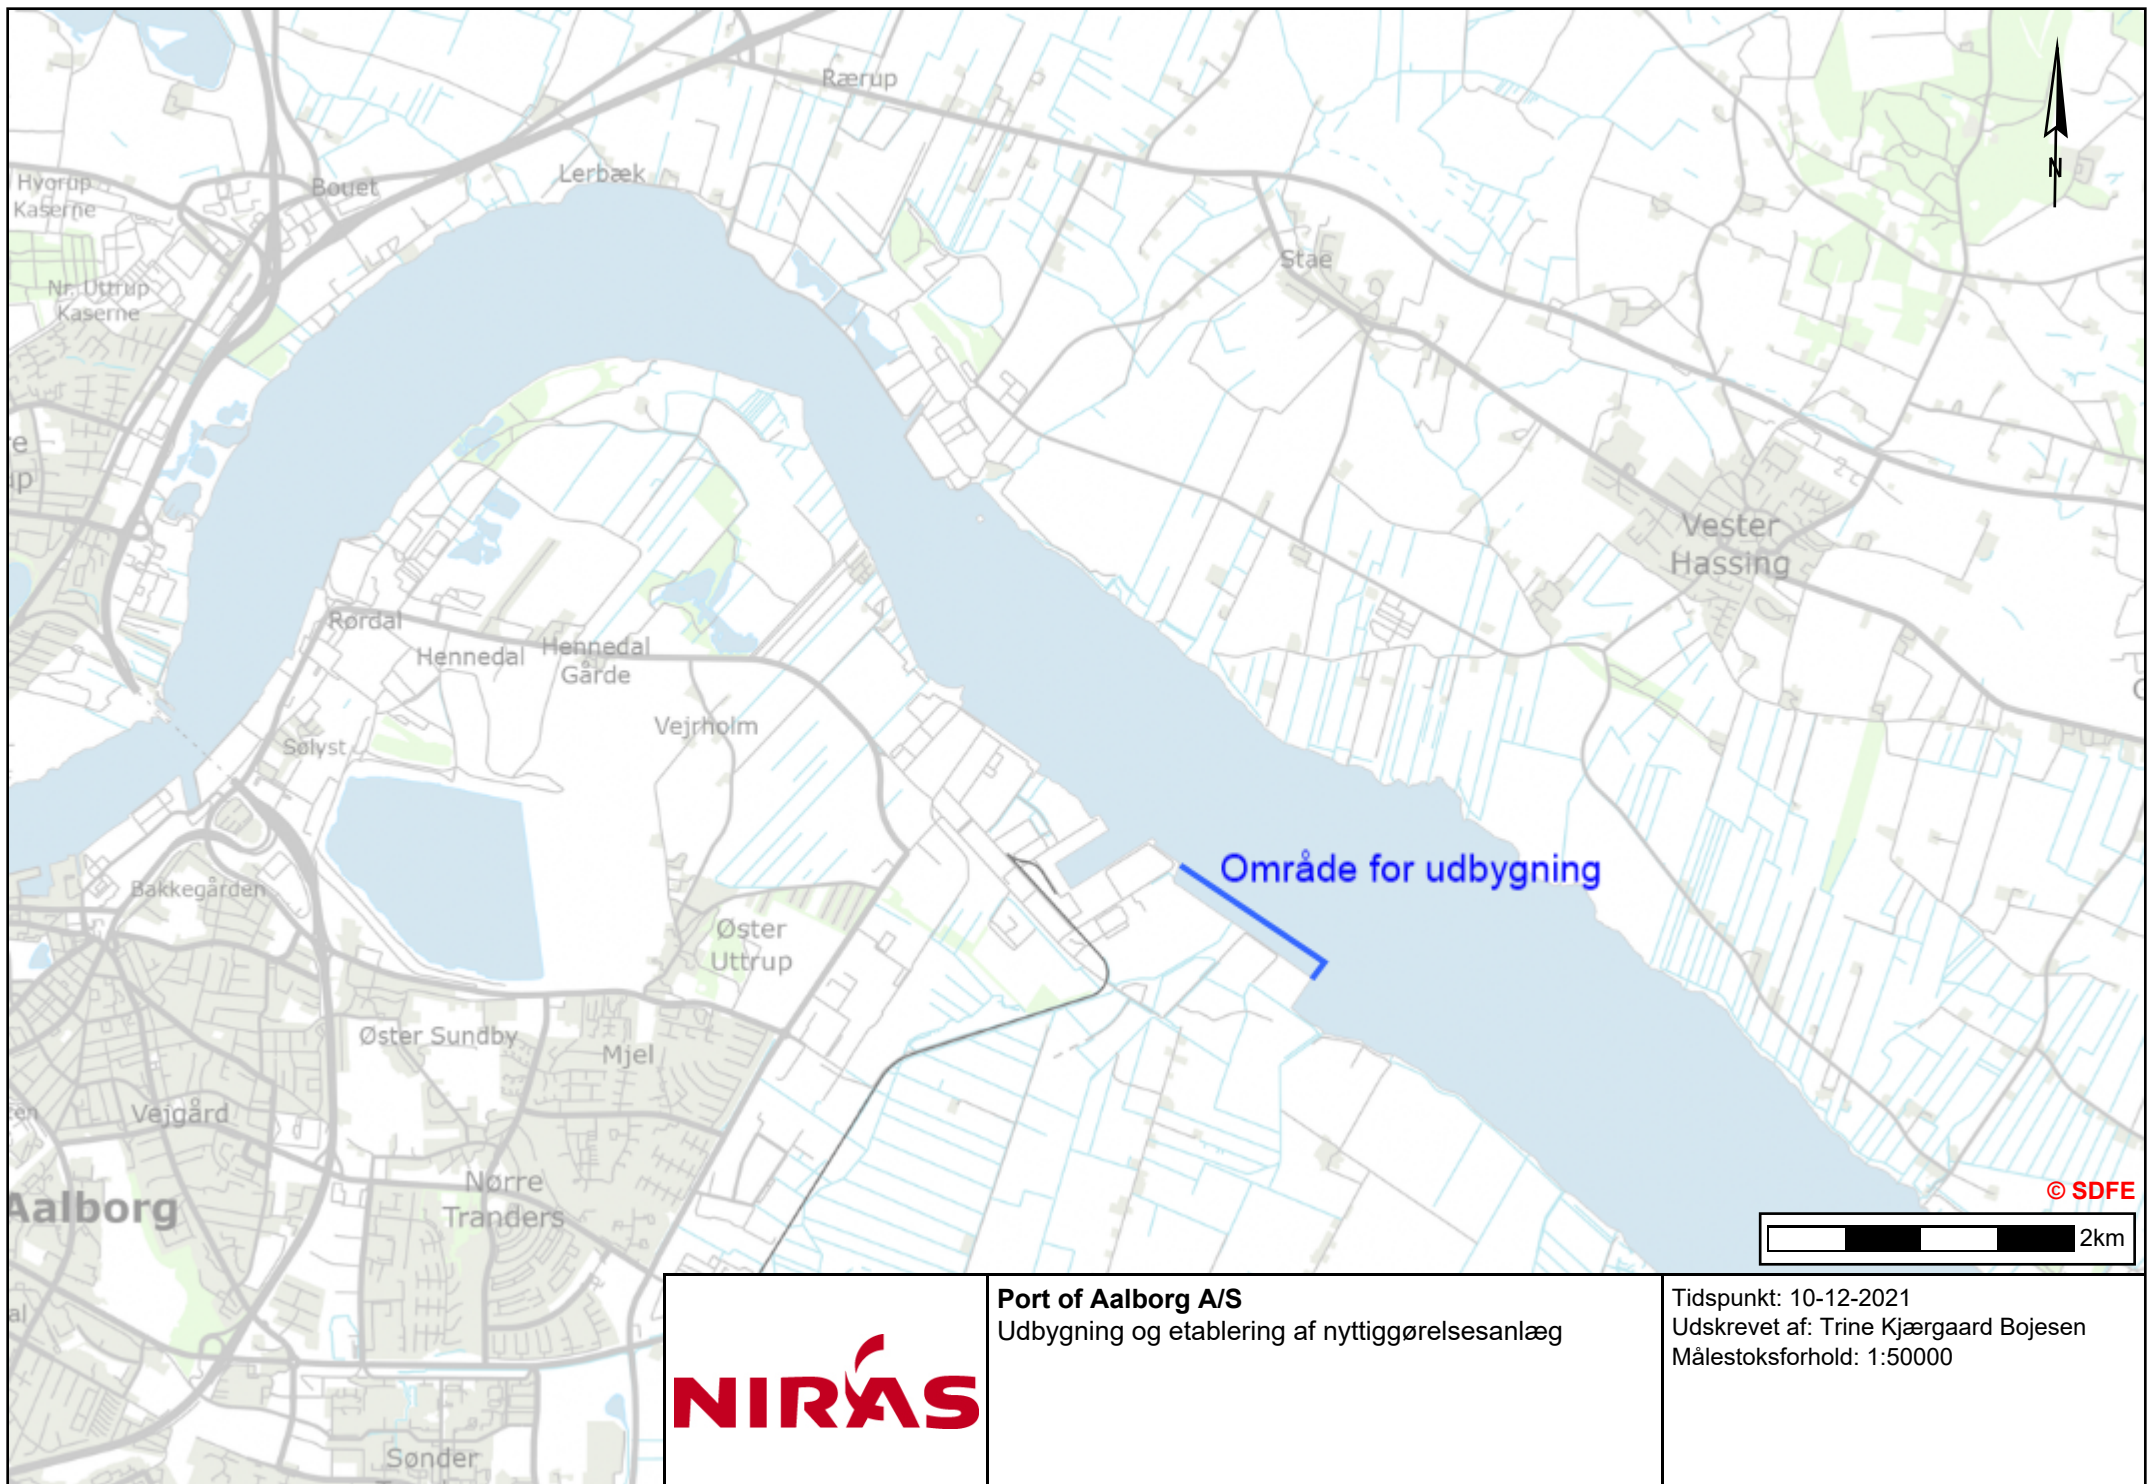 Rærup
Lerbæk
Bouet
Hvorup
Kaserne
Nr. Uttrup
Kaserne
N
Stae
Vester
Hassing
Rørdal
Hennedal
Hennedal
Gårde
Vejrholm
Sølyst
Område for udbygning
Bakkegården
Øster
Uttrup
Øster Sundby
Mjel
Vejgård
Nørre
Tranders
Aalborg
© SDFE
2km
Sønder
NIRAS
Port of Aalborg A/S
Udbygning og etablering af nyttiggørelsesanlæg
Tidspunkt: 10-12-2021
Udskrevet af: Trine Kjærgaard Bojesen
Målestoksforhold: 1:50000